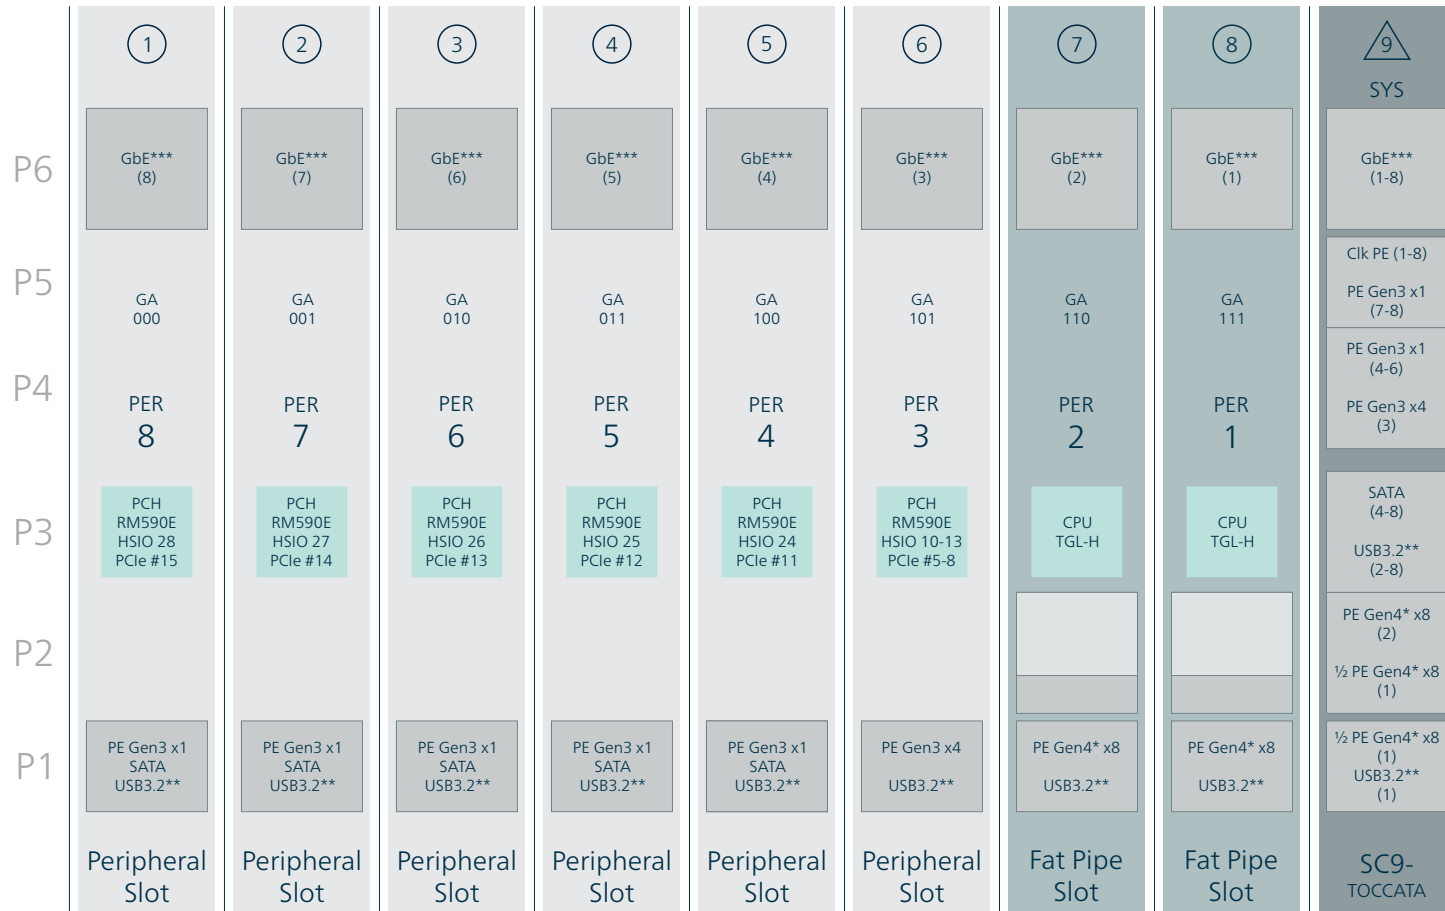 1 2 3 4 5 6 7 8 9
SYS
P6
GbE*** GbE*** GbE*** GbE*** GbE*** GbE*** GbE*** GbE*** GbE***
(8) (7) (6) (5) (4) (3) (2) (1) (1-8)
P5
Clk PE (1-8)
GA GA GA GA GA GA GA GA PE Gen3 x1
000 001 010 011 100 101 110 111 (7-8)
P4
PE Gen3 x1
(4-6)
PER PER PER PER PER PER PER PER PE Gen3 x4
8 7 6 5 4 3 2 1 (3)
P3
PCH PCH PCH PCH PCH PCH SATA
RM590E RM590E RM590E RM590E RM590E RM590E CPU CPU (4-8)
HSIO 28 HSIO 27 HSIO 26 HSIO 25 HSIO 24 HSIO 10-13 TGL-H TGL-H USB3.2**
PCIe #15 PCIe #14 PCIe #13 PCIe #12 PCIe #11 PCIe #5-8 (2-8)
P2
PE Gen4* x8
(2)
½ PE Gen4* x8
(1)
P1
PE Gen3 x1 PE Gen3 x1 PE Gen3 x1 PE Gen3 x1 PE Gen3 x1 PE Gen3 x4 PE Gen4* x8 PE Gen4* x8 ½ PE Gen4* x8
SATA SATA SATA SATA SATA (1)
USB3.2** USB3.2** USB3.2** USB3.2** USB3.2** USB3.2** USB3.2** USB3.2** USB3.2**
(1)
Peripheral Peripheral Peripheral Peripheral Peripheral Peripheral Fat Pipe Fat Pipe SC9-
Slot Slot Slot Slot Slot Slot Slot Slot TOCCATA